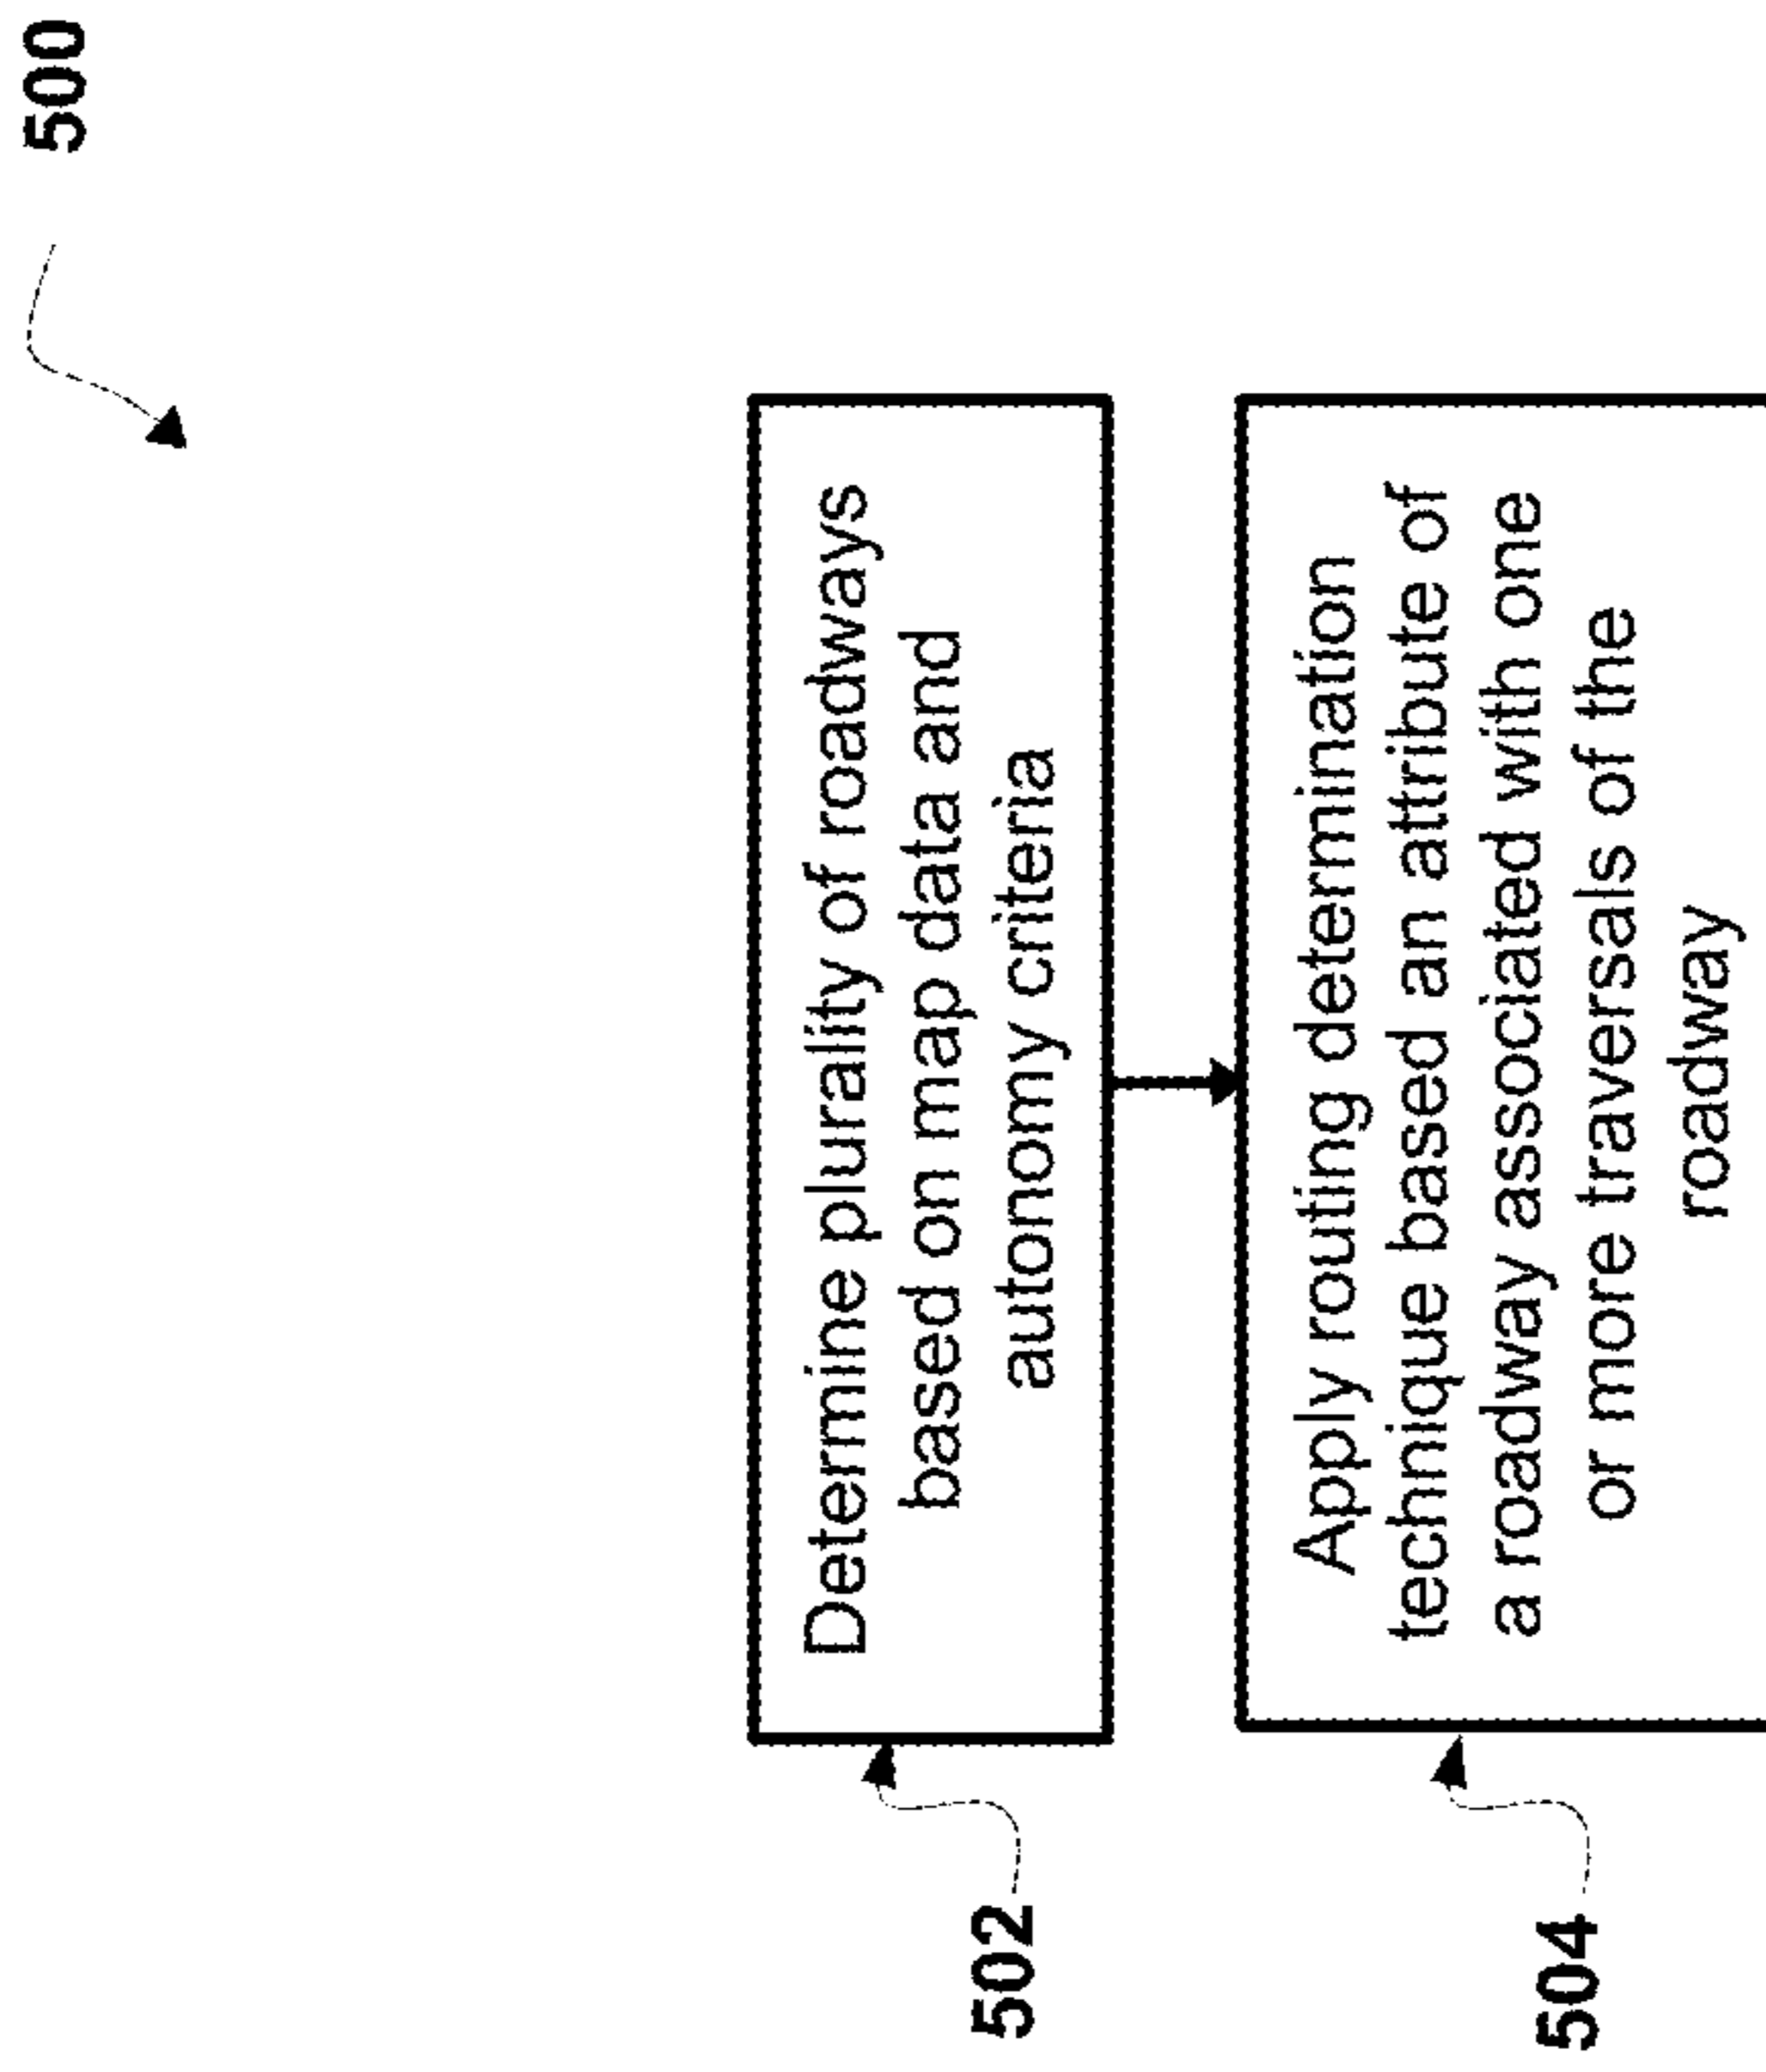 500
502
Determine plurality of roadways
based on map data and
autonomy criteria
504
Apply routing determination
technique based an attribute of
a roadway associated with one
or more traversals of the
roadway